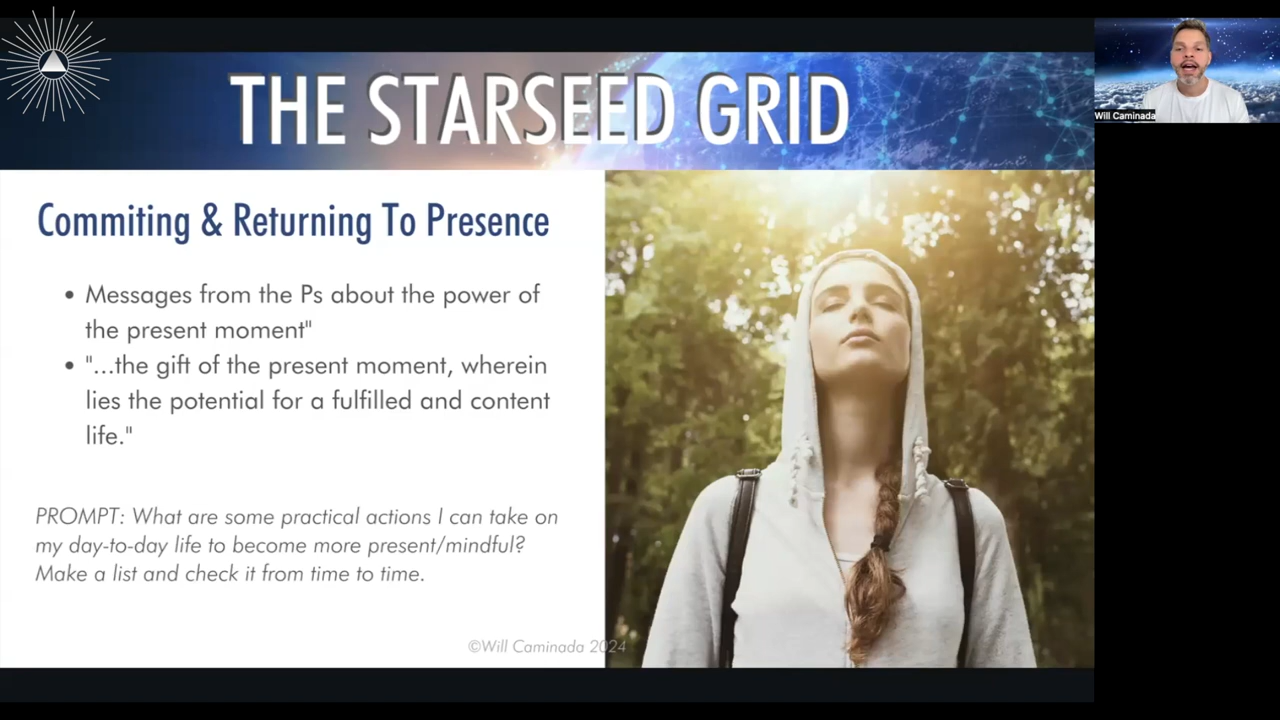 THE STARSEED GRID
Will Caminada
Commiting & Returning To Presence
• Messages from the Ps about the power of
the present moment"
• "...the gift of the present moment, wherein
lies the potential for a fulfilled and content
life."
PROMPT: What are some practical actions I can take on
my day-to-day life to become more present/mindful?
Make a list and check it from time to time.
©Will Caminada 2024